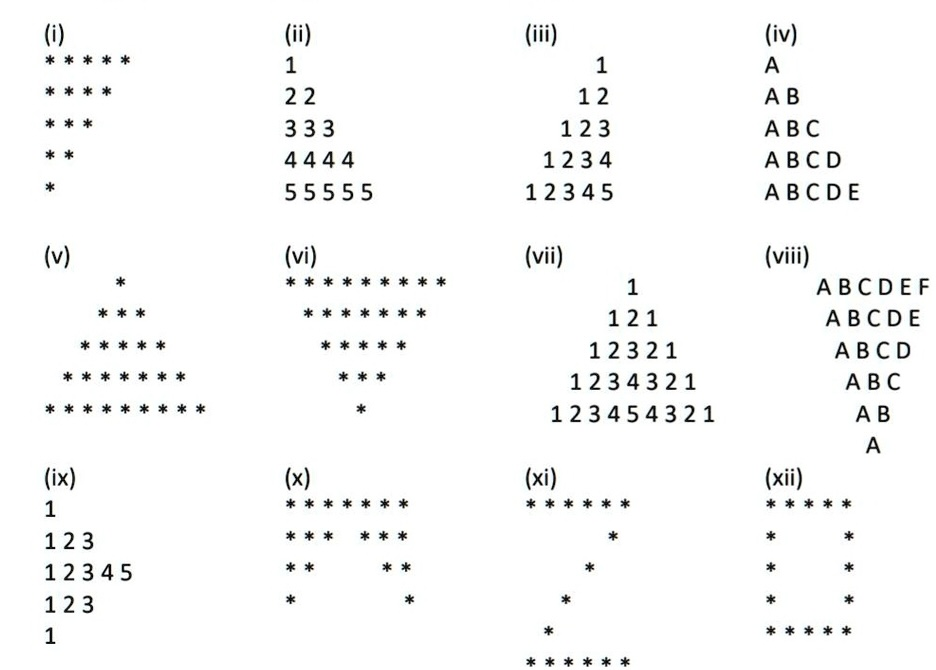 (i)
* * * * *
* * * *
* * *
* *
*
(ii)
1
2 2
3 3 3
4 4 4 4
5 5 5 5 5
(iii)
1
1 2
1 2 3
1 2 3 4
1 2 3 4 5
(iv)
A
A B
A B C
A B C D
A B C D E
(v)
*
* * *
* * * * *
* * * * * * *
* * * * * * * * *
(vi)
* * * * * * * * *
* * * * * * *
* * * * *
* * *
*
(vii)
1
1 2 1
1 2 3 2 1
1 2 3 4 3 2 1
1 2 3 4 5 4 3 2 1
(viii)
A B C D E F
A B C D E
A B C D
A B C
A B
A
(ix)
1
1 2 3
1 2 3 4 5
1 2 3
1
(x)
* * * * * * *
* * *   * * *
* *       * *
*           *
(xi)
* * * * * *
*
*
*
*
* * * * * *
(xii)
* * * * *
*       *
*       *
*       *
* * * * *